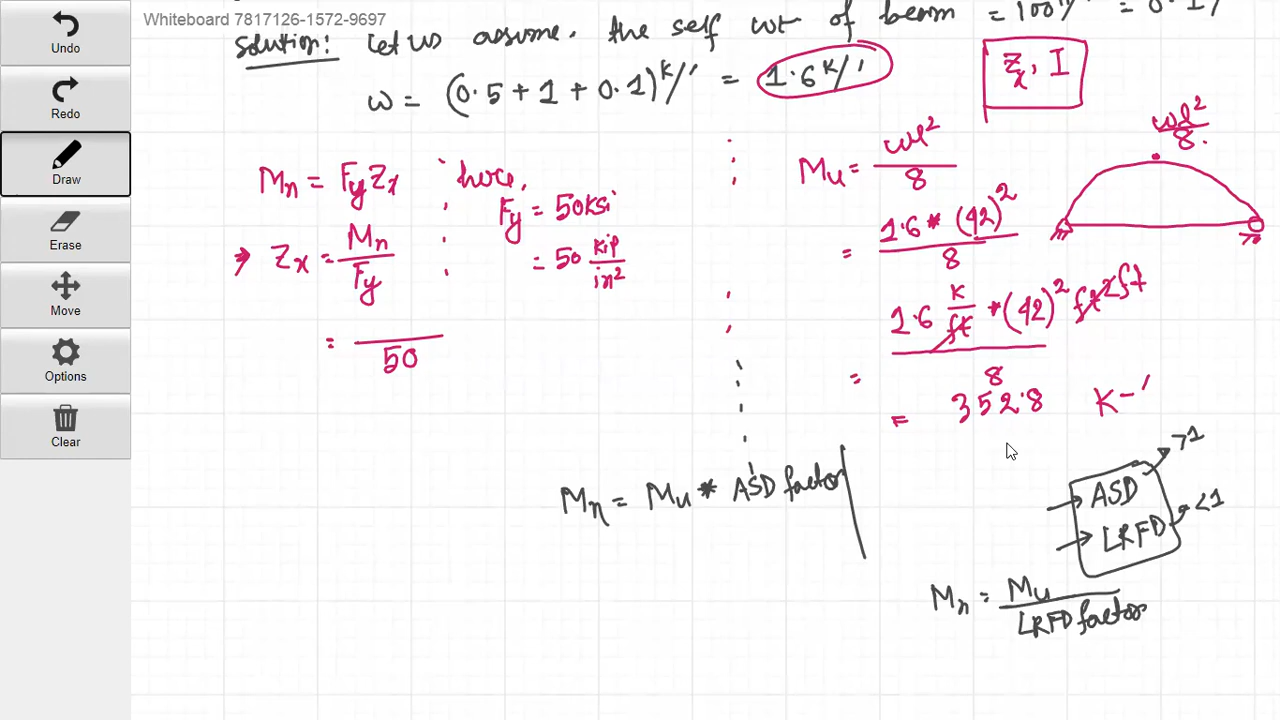 Undo
Redo
Draw
Erase
Move
Options
Clear
Whiteboard 7817126-1572-9697
Solution: Let us assume, the self wt of beam = 100
w = (0.5 + 1 + 0.1) k/' = 1.6 k/'
Zx, I
Mn = Fy Zx
⇒ Zx = Mn / Fy
= / 50
here,
Fy = 50ksi
= 50 kip/in²
Mu = wl²/8
= 1.6 * (42)² / 8
= 1.6 k/ft * (42)² ft² ft / 8
= 352.8 K-'
wl²/8.
Mn = Mu * ASD factor
ASD >1
LRFD <1
Mn = Mu / LRFD factor